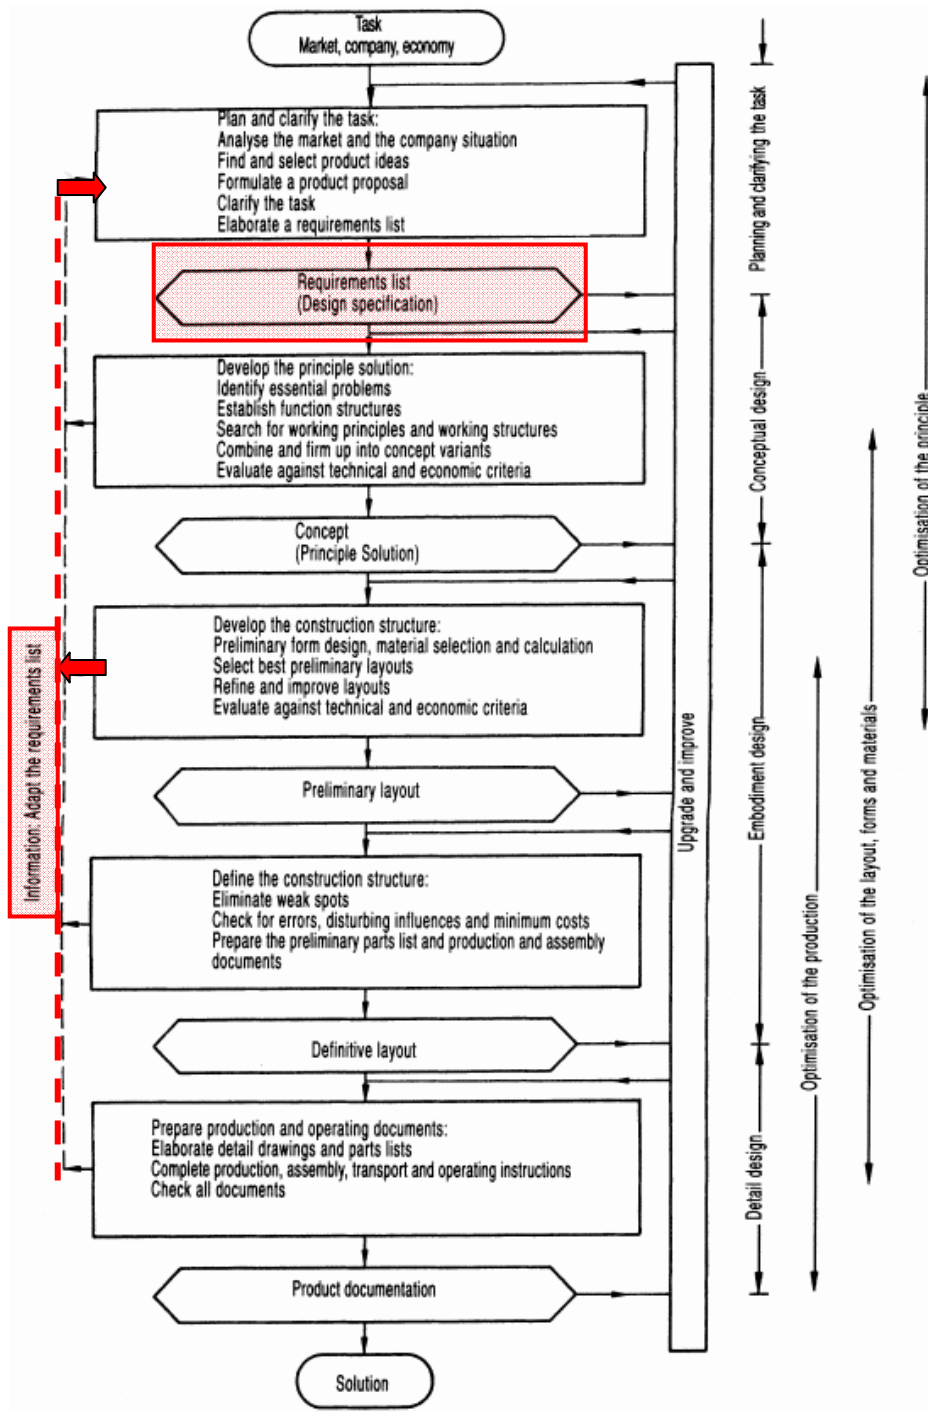 Task
Market, company, economy
Plan and clarify the task:
Analyse the market and the company situation
Find and select product ideas
Formulate a product proposal
Clarify the task
Elaborate a requirements list
Requirements list
(Design specification)
Develop the principle solution:
Identify essential problems
Establish function structures
Search for working principles and working structures
Combine and firm up into concept variants
Evaluate against technical and economic criteria
Concept
(Principle Solution)
Develop the construction structure:
Preliminary form design, material selection and calculation
Select best preliminary layouts
Refine and improve layouts
Evaluate against technical and economic criteria
Preliminary layout
Define the construction structure:
Eliminate weak spots
Check for errors, disturbing influences and minimum costs
Prepare the preliminary parts list and production and assembly
documents
Definitive layout
Prepare production and operating documents:
Elaborate detail drawings and parts lists
Complete production, assembly, transport and operating instructions
Check all documents
Product documentation
Solution
Information: Adapt the requirements list
Upgrade and improve
Planning and clarifying the task
Conceptual design
Embodiment design
Detail design
Optimisation of the production
Optimisation of the layout, forms and materials
Optimisation of the principle